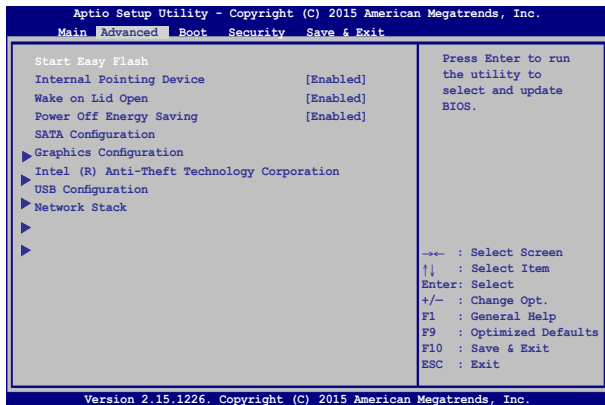 Aptio Setup Utility - Copyright (C) 2015 American Megatrends, Inc.
Main Advanced Boot Security Save & Exit
Start Easy Flash
Internal Pointing Device [Enabled]
Wake on Lid Open [Enabled]
Power Off Energy Saving [Enabled]
SATA Configuration
Graphics Configuration
Intel (R) Anti-Theft Technology Corporation
USB Configuration
Network Stack
Press Enter to run
the utility to
select and update
BIOS.
→← : Select Screen
↑↓ : Select Item
Enter: Select
+/— : Change Opt.
F1 : General Help
F9 : Optimized Defaults
F10 : Save & Exit
ESC : Exit
Version 2.15.1226. Copyright (C) 2015 American Megatrends, Inc.